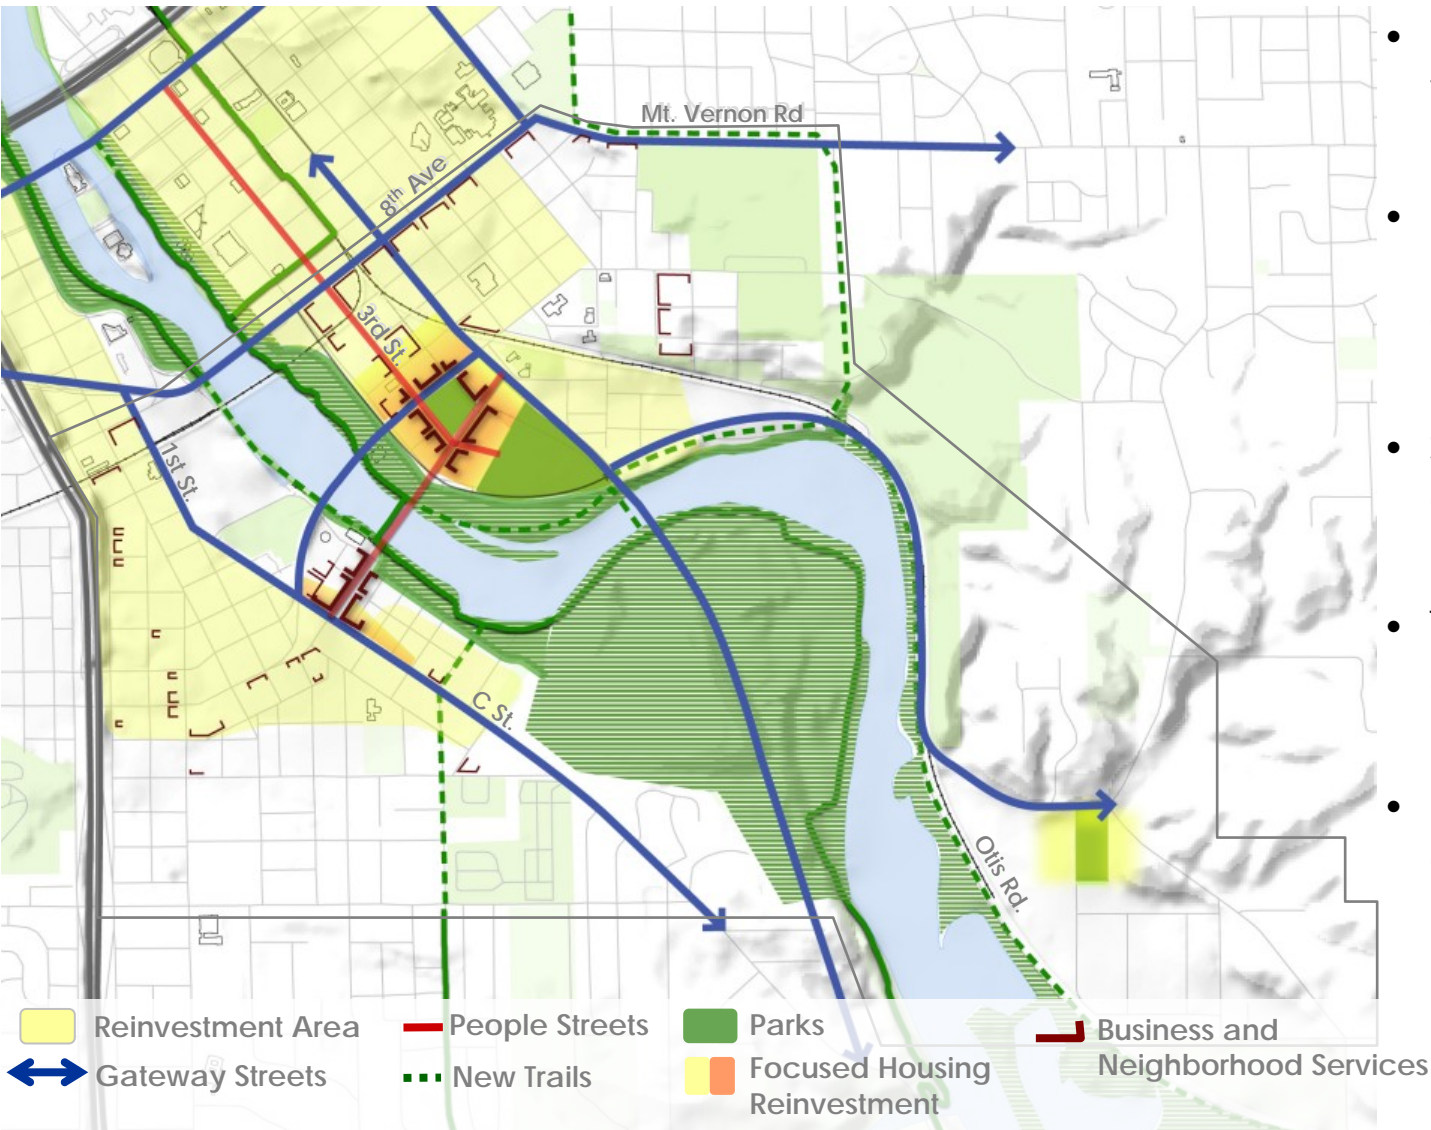 Mt. Vernon Rd
8th Ave
3rd St.
1st St.
C St.
Otis Rd.
Reinvestment Area
People Streets
Parks
Business and
Neighborhood Services
Gateway Streets
New Trails
Focused Housing
Reinvestment